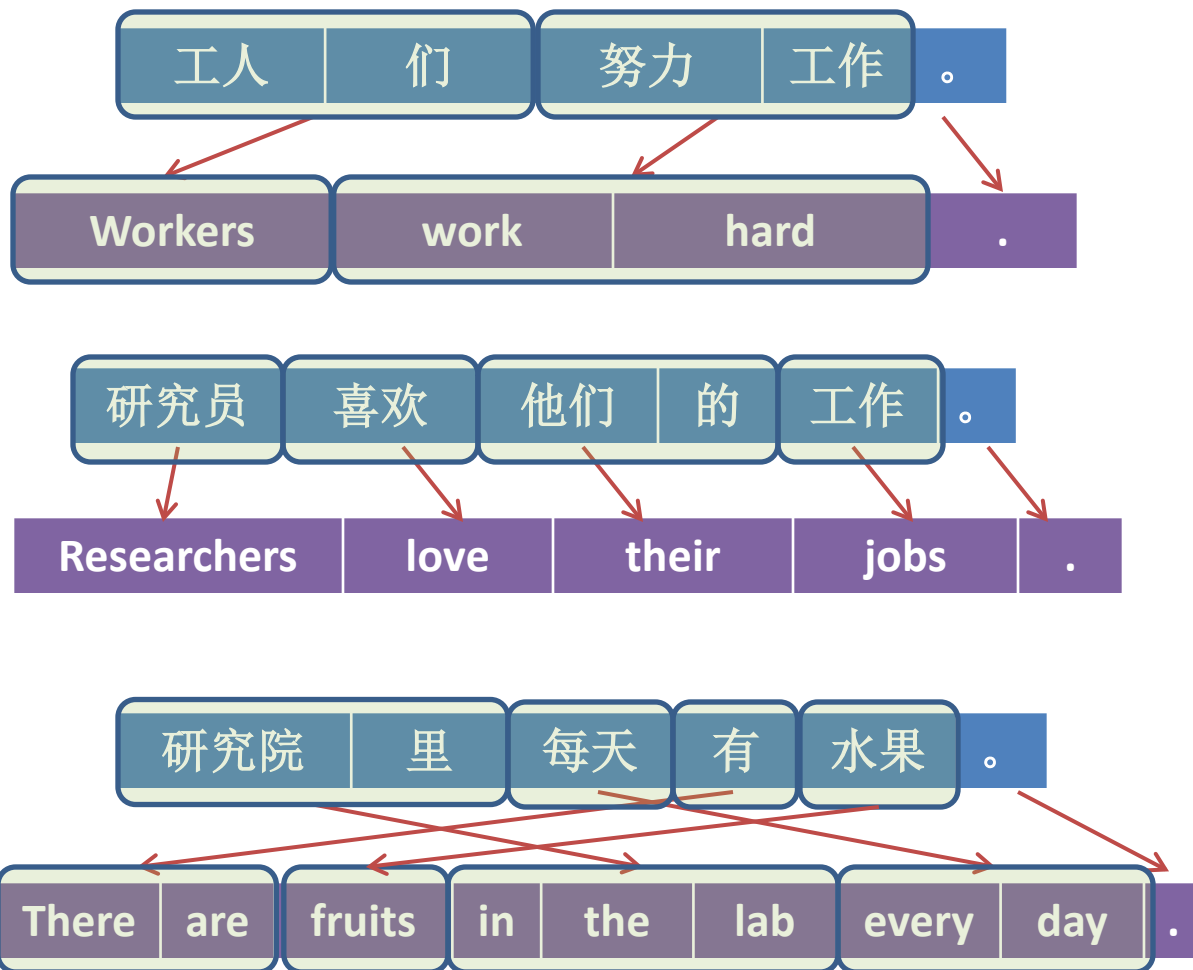 工人 们 努力 工作 。
Workers work hard .
研究员 喜欢 他们 的 工作 。
Researchers love their jobs .
研究院 里 每天 有 水果 。
There are fruits in the lab every day .